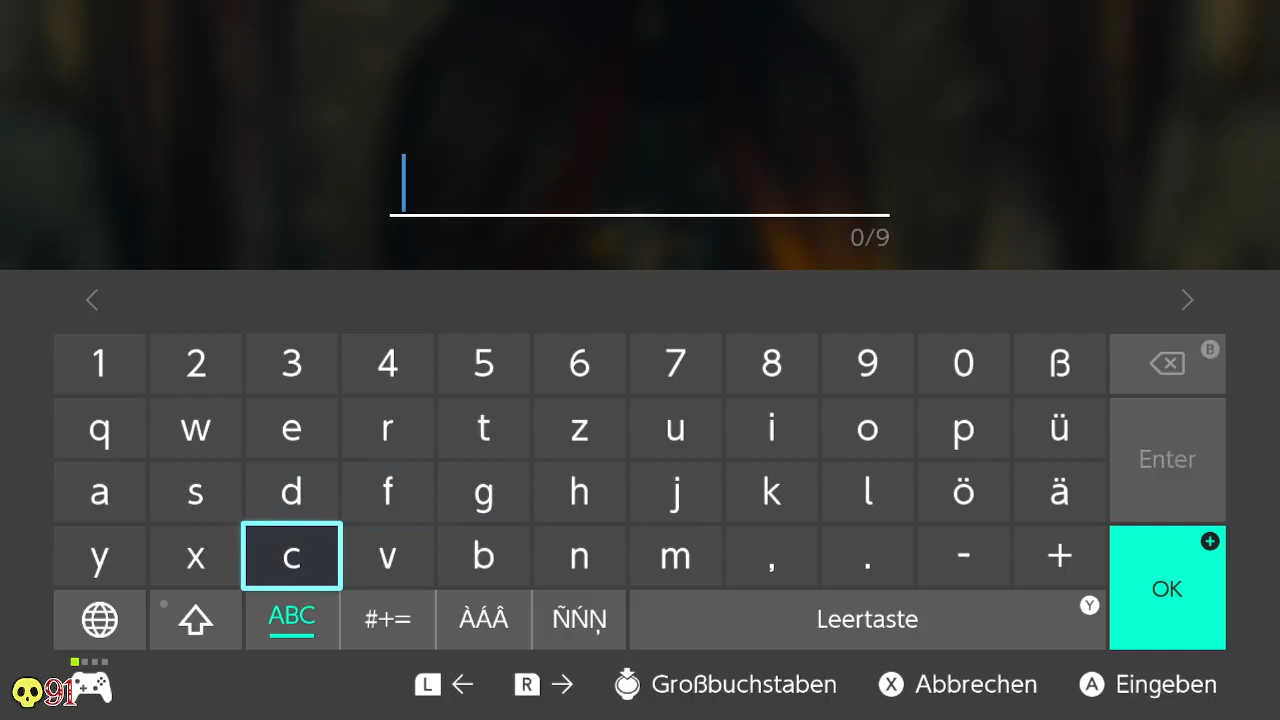 0/9
1 2 3 4 5 6 7 8 9 0 ß B
q w e r t z u i o p ü
Enter
a s d f g h j k l ö ä
y x c v b n m , . - +
OK
ABC #+= ÀÁÂ ÑŃŅ Leertaste Y
91 L ← R → Großbuchstaben X Abbrechen A Eingeben